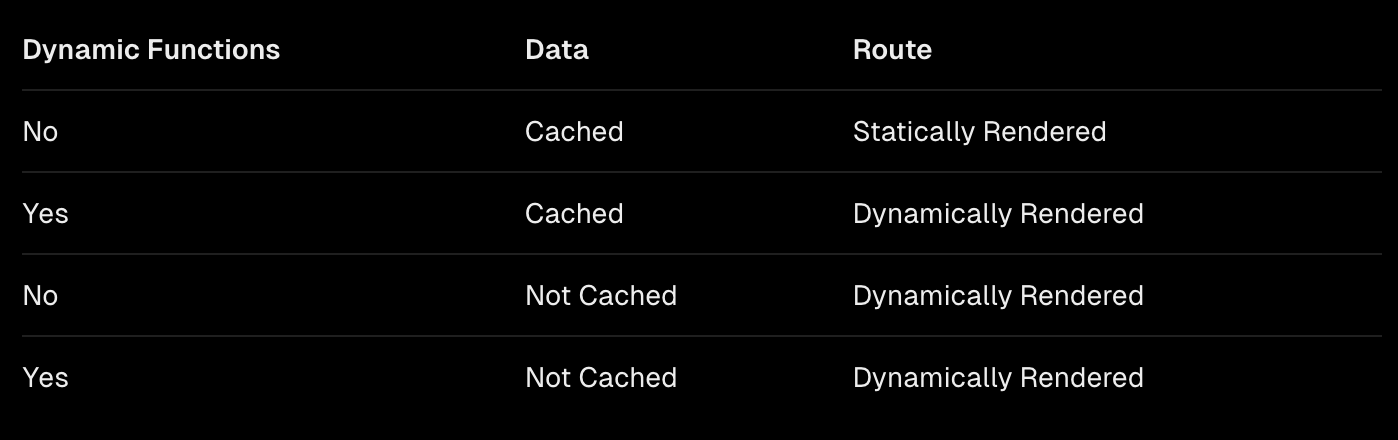 Dynamic Functions Data Route
No Cached Statically Rendered
Yes Cached Dynamically Rendered
No Not Cached Dynamically Rendered
Yes Not Cached Dynamically Rendered